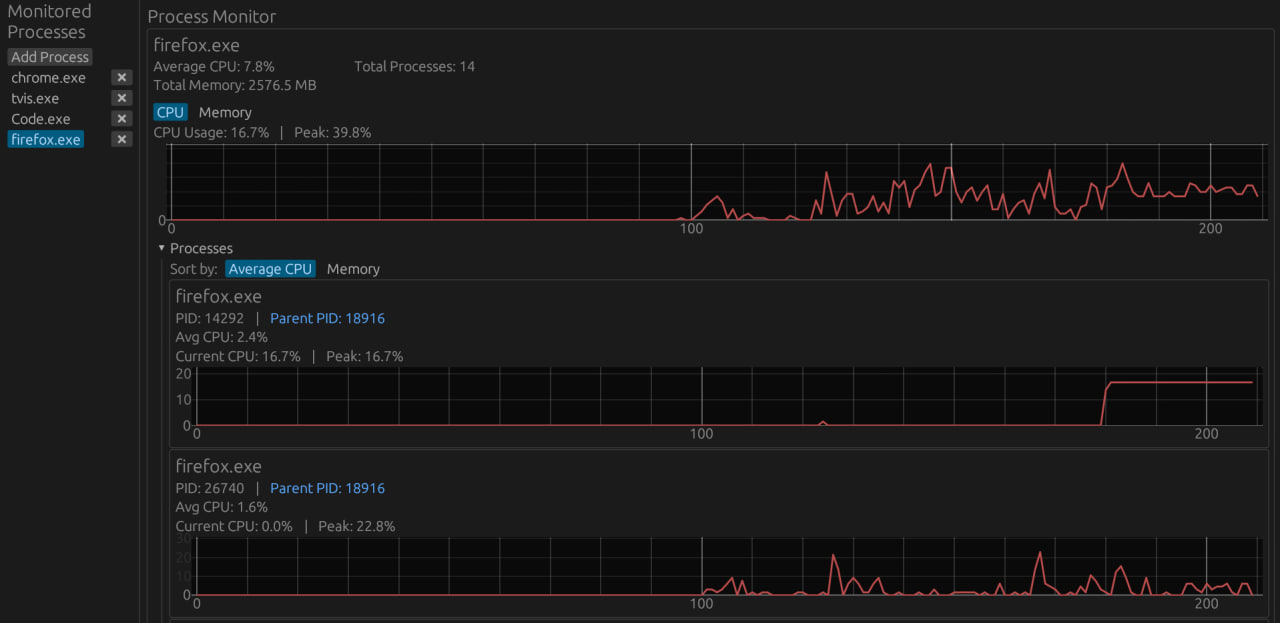 Monitored
Processes
Add Process
chrome.exe ×
tvis.exe ×
Code.exe ×
firefox.exe ×
Process Monitor
firefox.exe
Average CPU: 7.8% Total Processes: 14
Total Memory: 2576.5 MB
CPU Memory
CPU Usage: 16.7% | Peak: 39.8%
0
0 100 200
▼ Processes
Sort by: Average CPU Memory
firefox.exe
PID: 14292 | Parent PID: 18916
Avg CPU: 2.4%
Current CPU: 16.7% | Peak: 16.7%
20
10
0
0 100 200
firefox.exe
PID: 26740 | Parent PID: 18916
Avg CPU: 1.6%
Current CPU: 0.0% | Peak: 22.8%
30
20
10
0
0 100 200